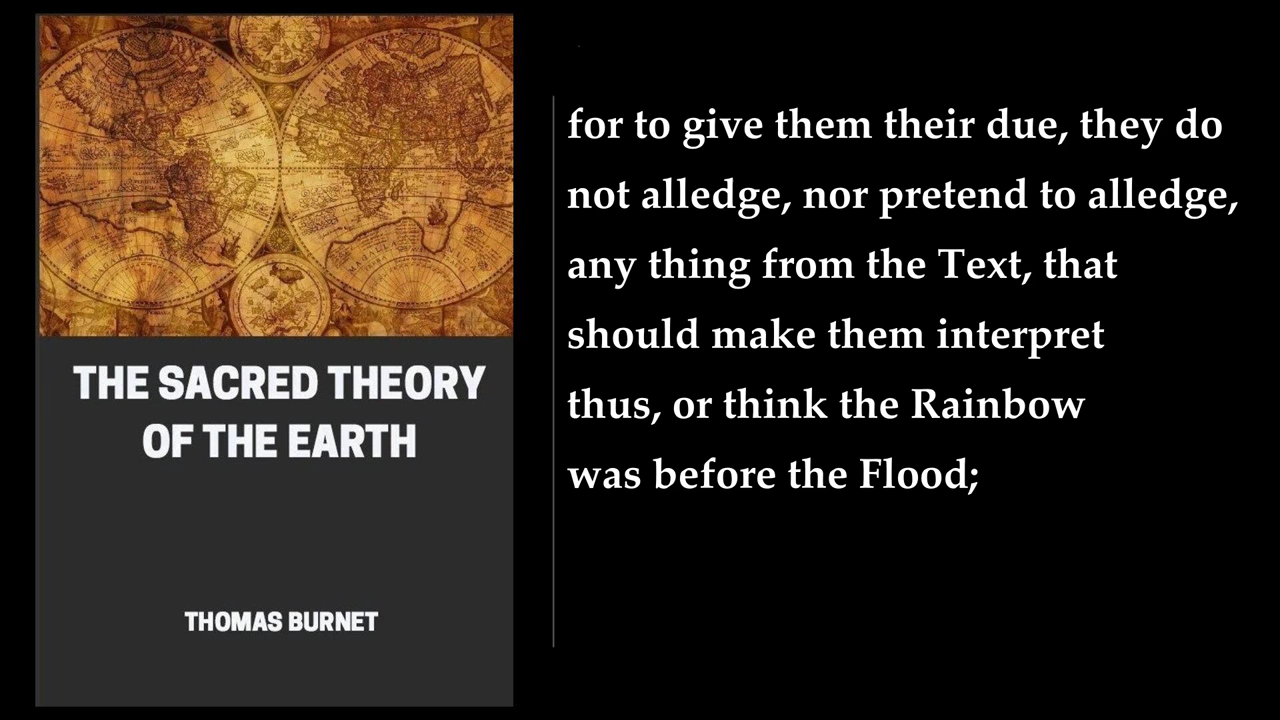 THE SACRED THEORY
OF THE EARTH
THOMAS BURNET
for to give them their due, they do
not alledge, nor pretend to alledge,
any thing from the Text, that
should make them interpret
thus, or think the Rainbow
was before the Flood;